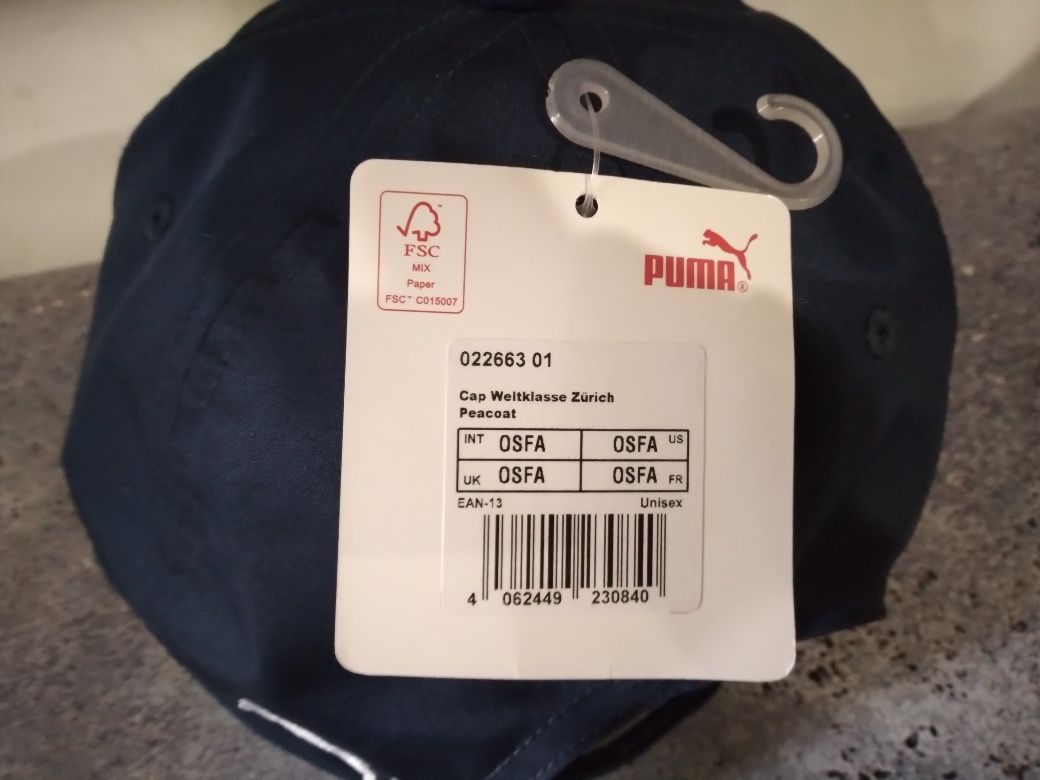 FSC
MIX
Paper
FSC™ C015007
PUMA®
022663 01
Cap Weltklasse Zürich
Peacoat
INT OSFA OSFA US
UK OSFA OSFA FR
EAN-13 Unisex
4 062449 230840